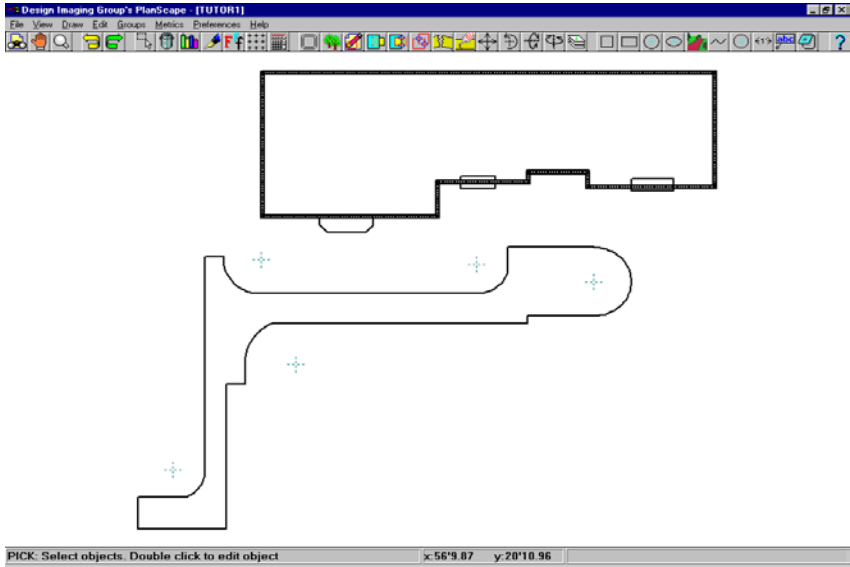 Design Imaging Group's PlanScape - [TUTOR1]
File View Draw Edit Groups Metrics Preferences Help
Ff abc ?
PICK: Select objects. Double click to edit object x:56'9.87 y:20'10.96